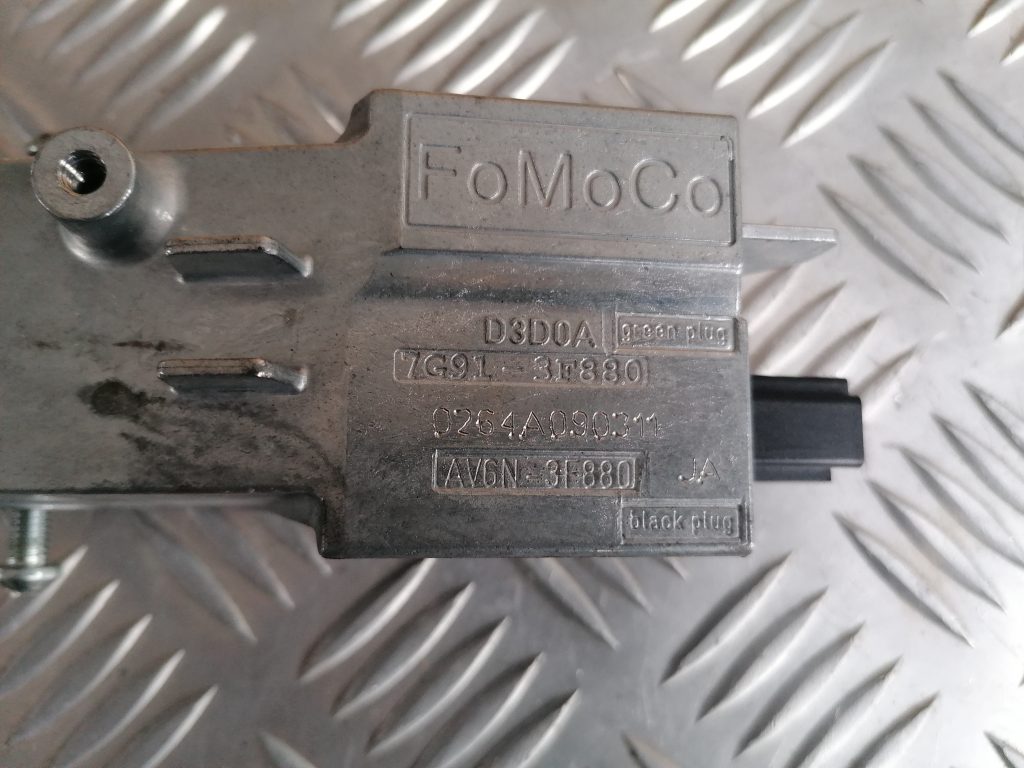 FoMoCo
D3D0A green plug
7G91-3F880
0264A090311
AV6N-3F880 JA
black plug